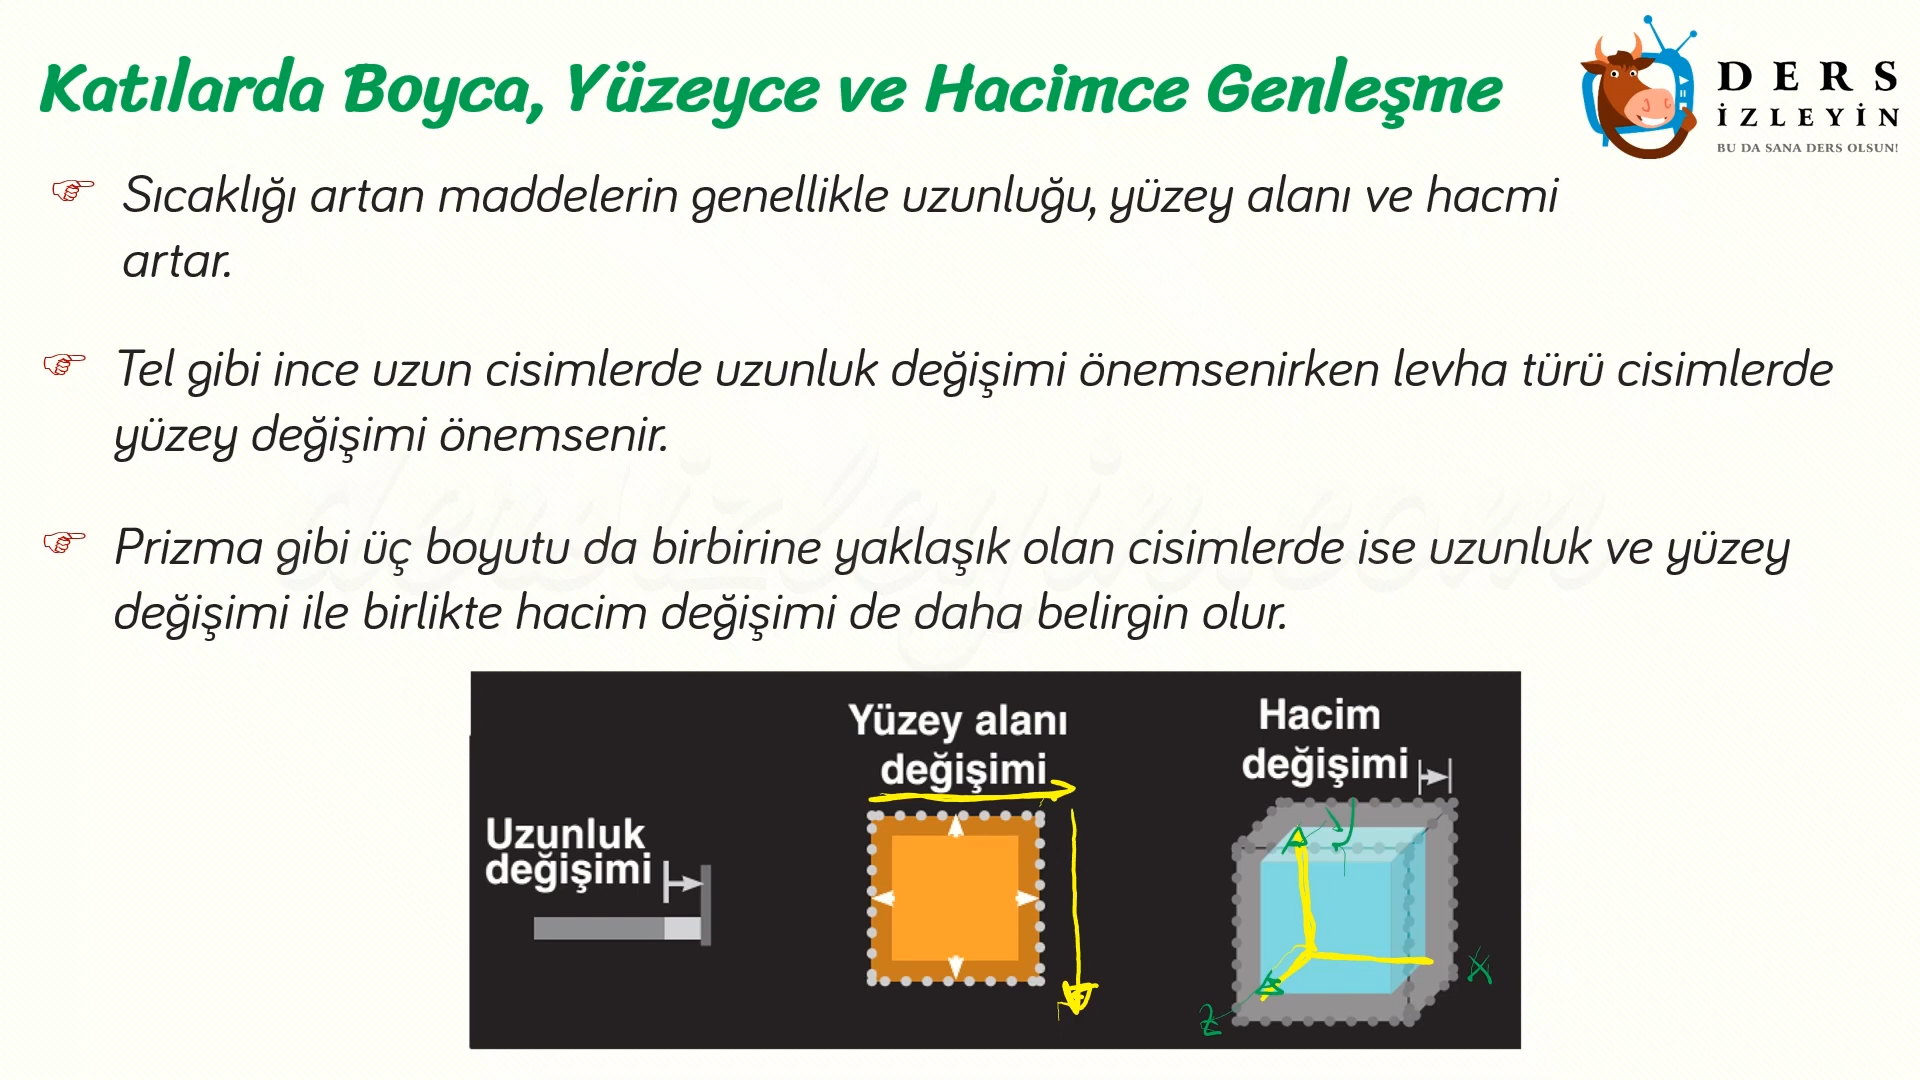 Katılarda Boyca, Yüzeyce ve Hacimce Genleşme
DERS
İZLEYİN
BU DA SANA DERS OLSUN!
Sıcaklığı artan maddelerin genellikle uzunluğu, yüzey alanı ve hacmi
artar.
Tel gibi ince uzun cisimlerde uzunluk değişimi önemsenirken levha türü cisimlerde
yüzey değişimi önemsenir.
Prizma gibi üç boyutu da birbirine yaklaşık olan cisimlerde ise uzunluk ve yüzey
değişimi ile birlikte hacim değişimi de daha belirgin olur.
dersizleyin.com
Uzunluk
değişimi
Yüzey alanı
değişimi
Hacim
değişimi
y
x
z